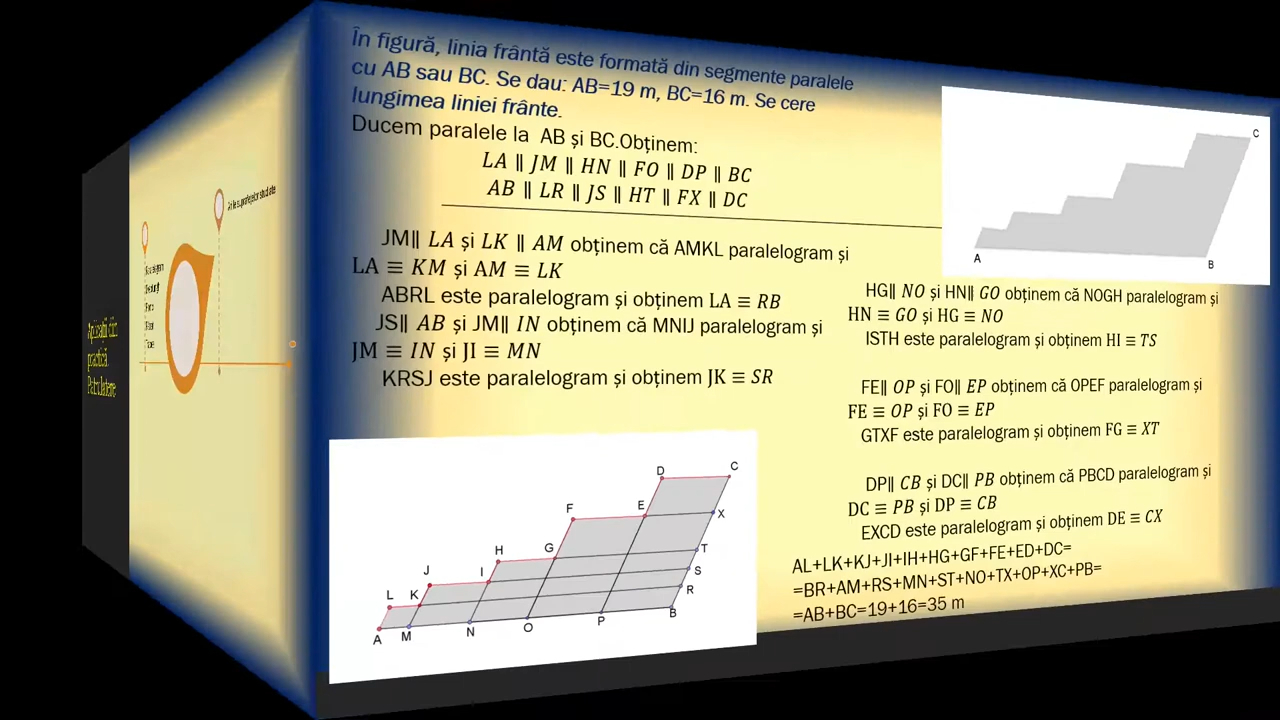 În figură, linia frântă este formată din segmente paralele
cu AB sau BC. Se dau: AB=19 m, BC=16 m. Se cere
lungimea liniei frânte.
Ducem paralele la AB și BC.Obținem:
LA ∥ JM ∥ HN ∥ FO ∥ DP ∥ BC
AB ∥ LR ∥ JS ∥ HT ∥ FX ∥ DC
JM∥ LA și LK ∥ AM obținem că AMKL paralelogram și
LA ≡ KM și AM ≡ LK
ABRL este paralelogram și obținem LA ≡ RB
JS∥ AB și JM∥ IN obținem că MNIJ paralelogram și
JM ≡ IN și JI ≡ MN
KRSJ este paralelogram și obținem JK ≡ SR
C
A
B
HG∥ NO și HN∥ GO obținem că NOGH paralelogram și
HN ≡ GO și HG ≡ NO
ISTH este paralelogram și obținem HI ≡ TS
FE∥ OP și FO∥ EP obținem că OPEF paralelogram și
FE ≡ OP și FO ≡ EP
GTXF este paralelogram și obținem FG ≡ XT
DP∥ CB și DC∥ PB obținem că PBCD paralelogram și
DC ≡ PB și DP ≡ CB
EXCD este paralelogram și obținem DE ≡ CX
AL+LK+KJ+JI+IH+HG+GF+FE+ED+DC=
=BR+AM+RS+MN+ST+NO+TX+OP+XC+PB=
=AB+BC=19+16=35 m
D C
F E X
H G T
J I S
L K R
A M N O P B
Aplicații din
practică
Patrulatere